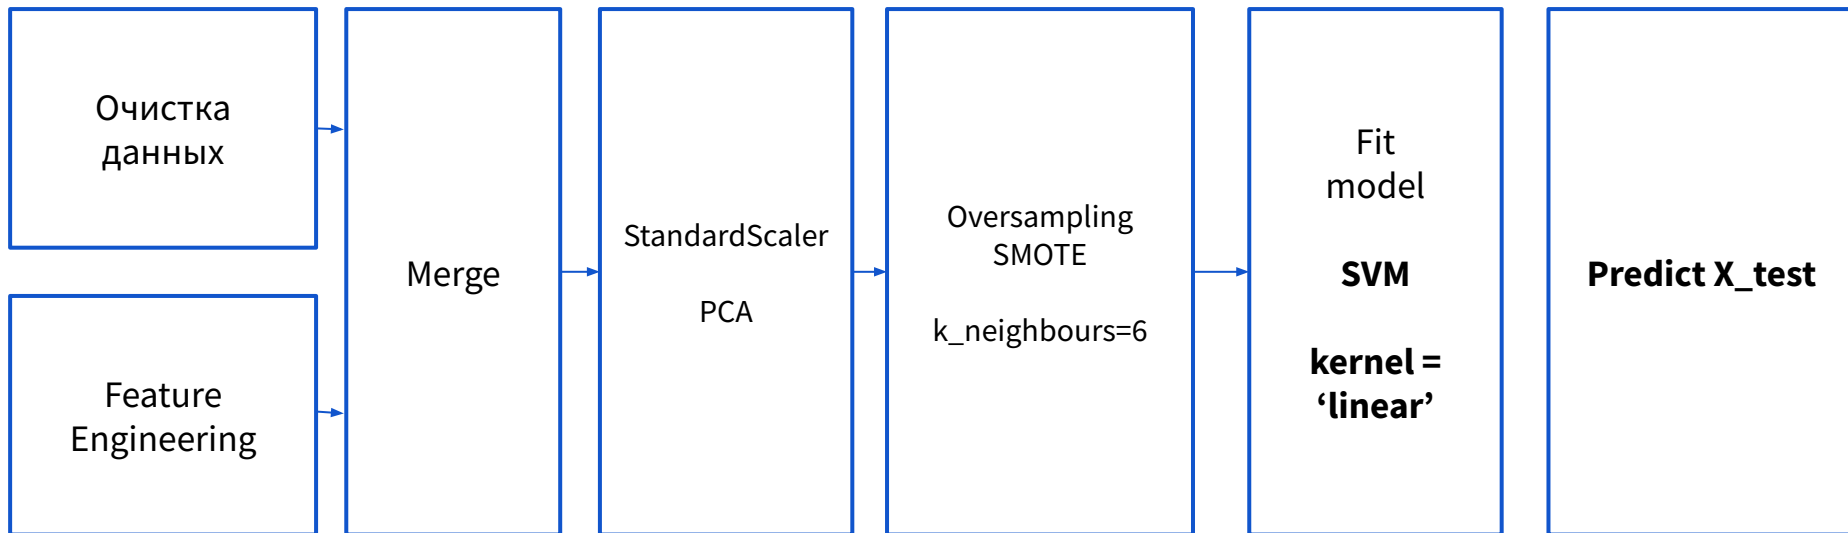 Очистка
данных
Feature
Engineering
Merge
StandardScaler
PCA
Oversampling
SMOTE
k_neighbours=6
Fit
model
SVM
kernel =
‘linear’
Predict X_test